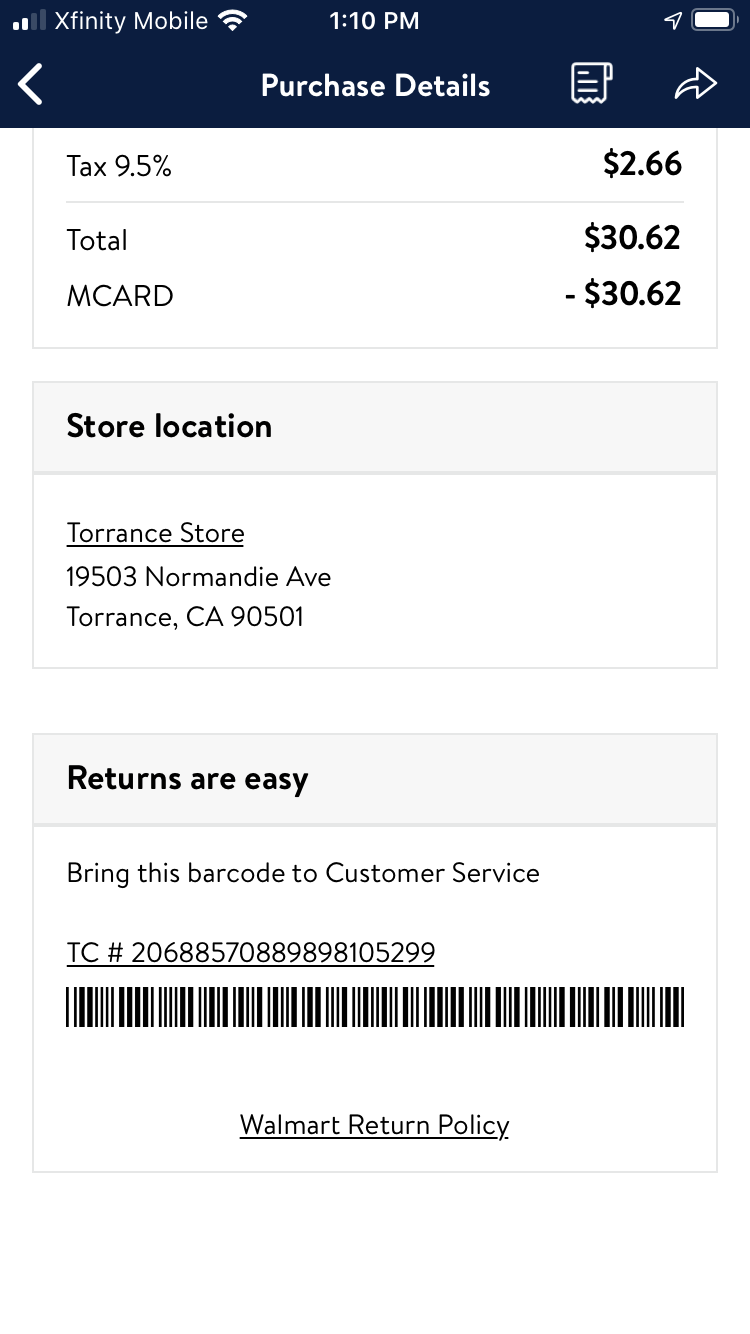 Xfinity Mobile 1:10 PM
Purchase Details
Tax 9.5% $2.66
Total $30.62
MCARD - $30.62
Store location
Torrance Store
19503 Normandie Ave
Torrance, CA 90501
Returns are easy
Bring this barcode to Customer Service
TC # 20688570889898105299
Walmart Return Policy